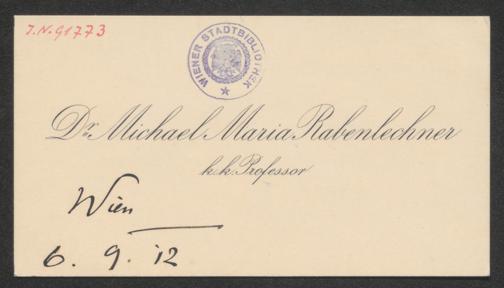 J.N. 91773
WIENER STADTBIBLIOTHEK
Dr. Michael Maria Rabenlechner
k. k. Professor
Wien
6. 9. '12